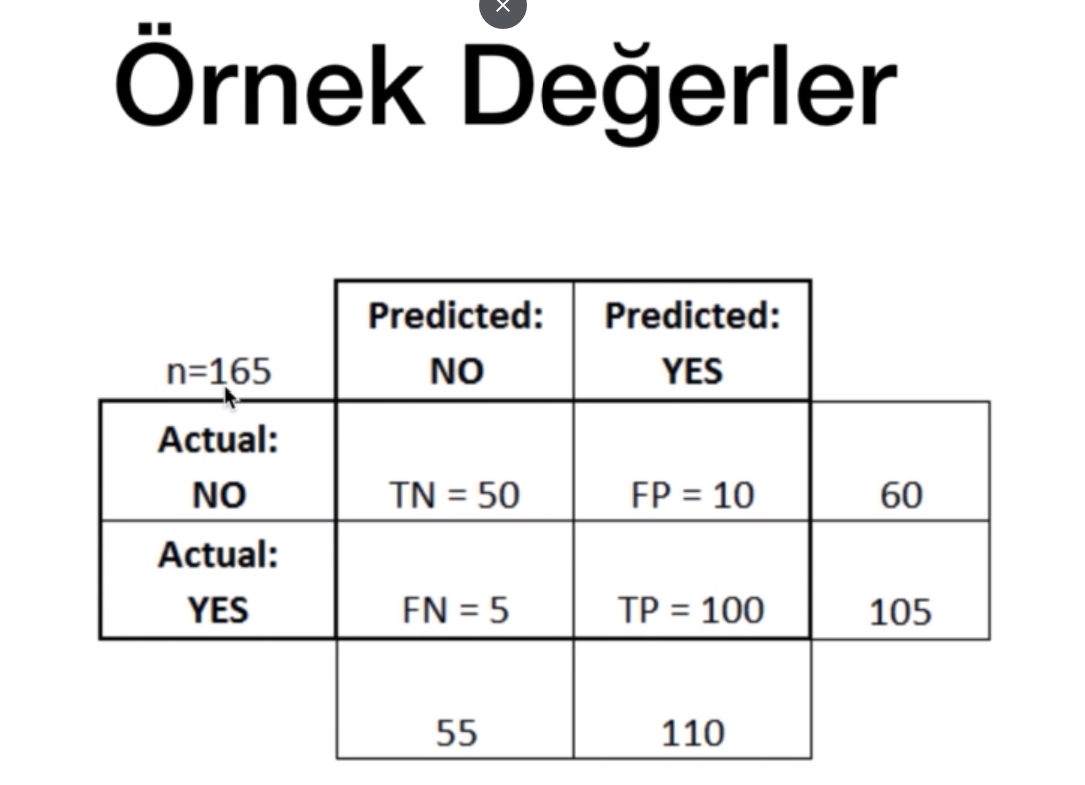 Örnek Değerler
n=165
Predicted:
NO
Predicted:
YES
Actual:
NO
TN = 50
FP = 10
60
Actual:
YES
FN = 5
TP = 100
105
55
110